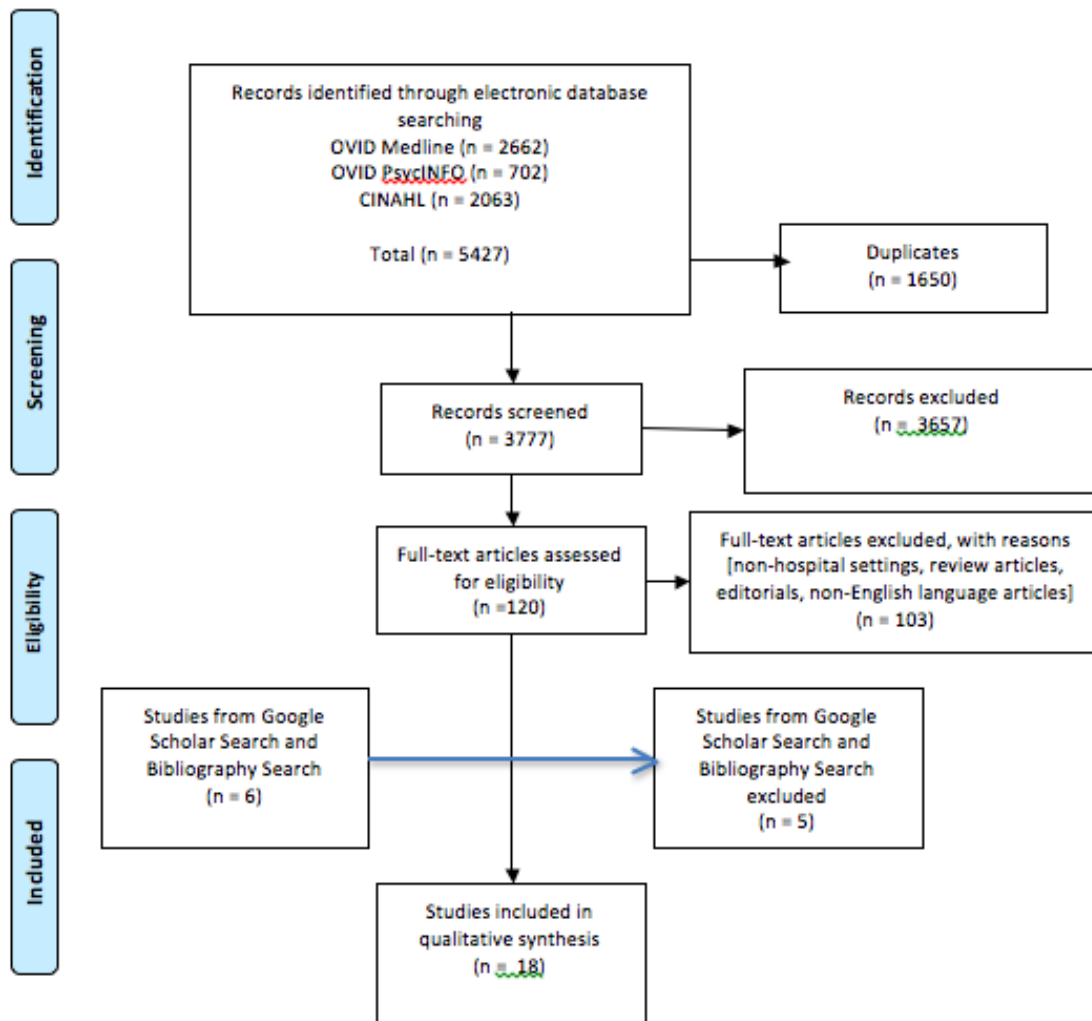 Identification
Records identified through electronic database
searching
OVID Medline (n = 2662)
OVID PsycINFO (n = 702)
CINAHL (n = 2063)
Total (n = 5427)
Duplicates
(n = 1650)
Screening
Records screened
(n = 3777)
Records excluded
(n = 3657)
Eligibility
Full-text articles assessed
for eligibility
(n =120)
Full-text articles excluded, with reasons
[non-hospital settings, review articles,
editorials, non-English language articles]
(n = 103)
Studies from Google
Scholar Search and
Bibliography Search
(n = 6)
Studies from Google
Scholar Search and
Bibliography Search
excluded
(n = 5)
Included
Studies included in
qualitative synthesis
(n = 18)